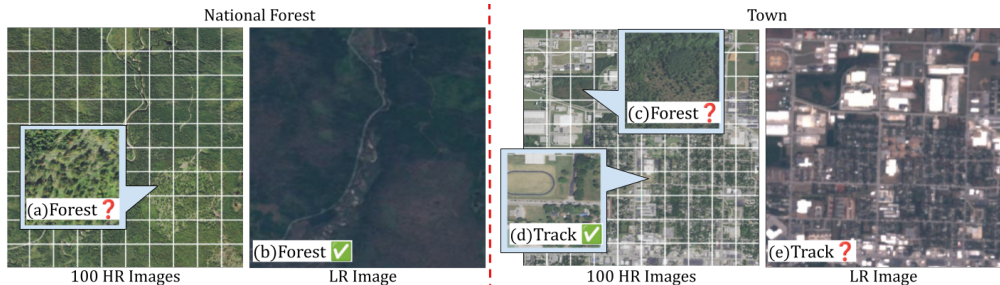 National Forest
Town
(a)Forest❓
(b)Forest ✅
(c)Forest❓
(d)Track ✅
(e)Track❓
100 HR Images
LR Image
100 HR Images
LR Image